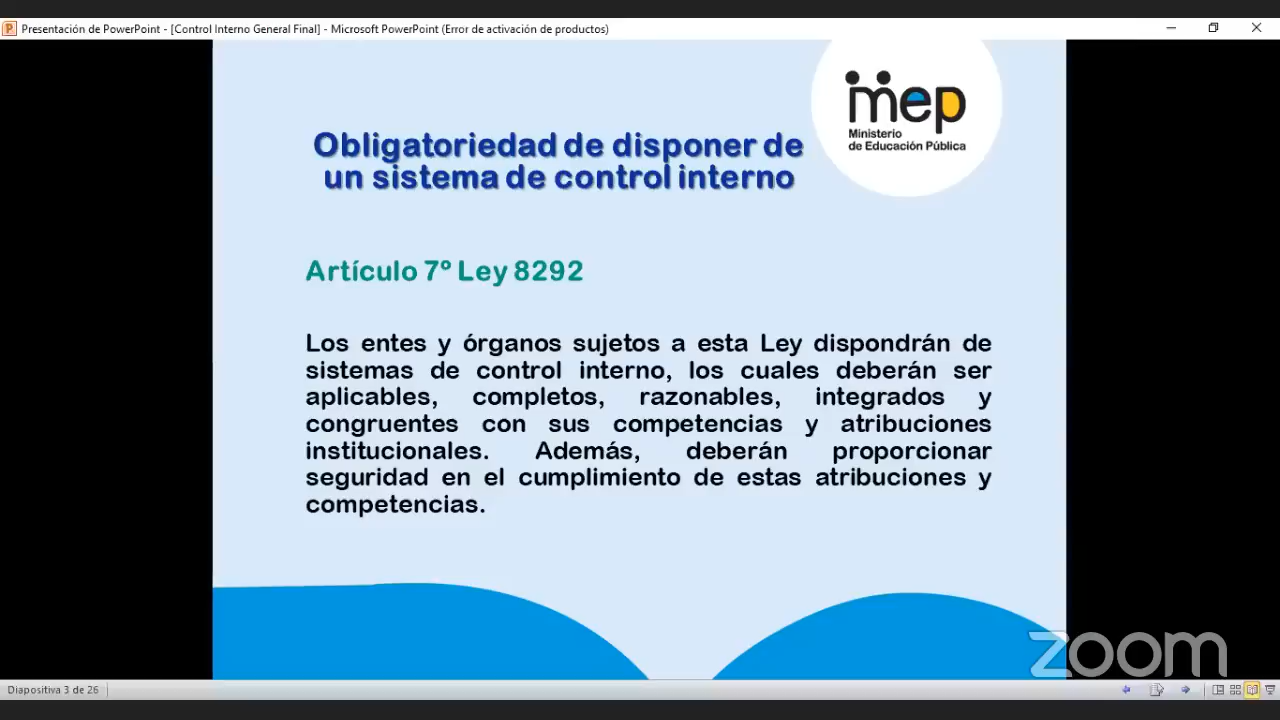 Presentación de PowerPoint - [Control Interno General Final] - Microsoft PowerPoint (Error de activación de productos)
mep
Ministerio
de Educación Pública
Obligatoriedad de disponer de
un sistema de control interno
Artículo 7° Ley 8292
Los entes y órganos sujetos a esta Ley dispondrán de
sistemas de control interno, los cuales deberán ser
aplicables, completos, razonables, integrados y
congruentes con sus competencias y atribuciones
institucionales. Además, deberán proporcionar
seguridad en el cumplimiento de estas atribuciones y
competencias.
zoom
Diapositiva 3 de 26